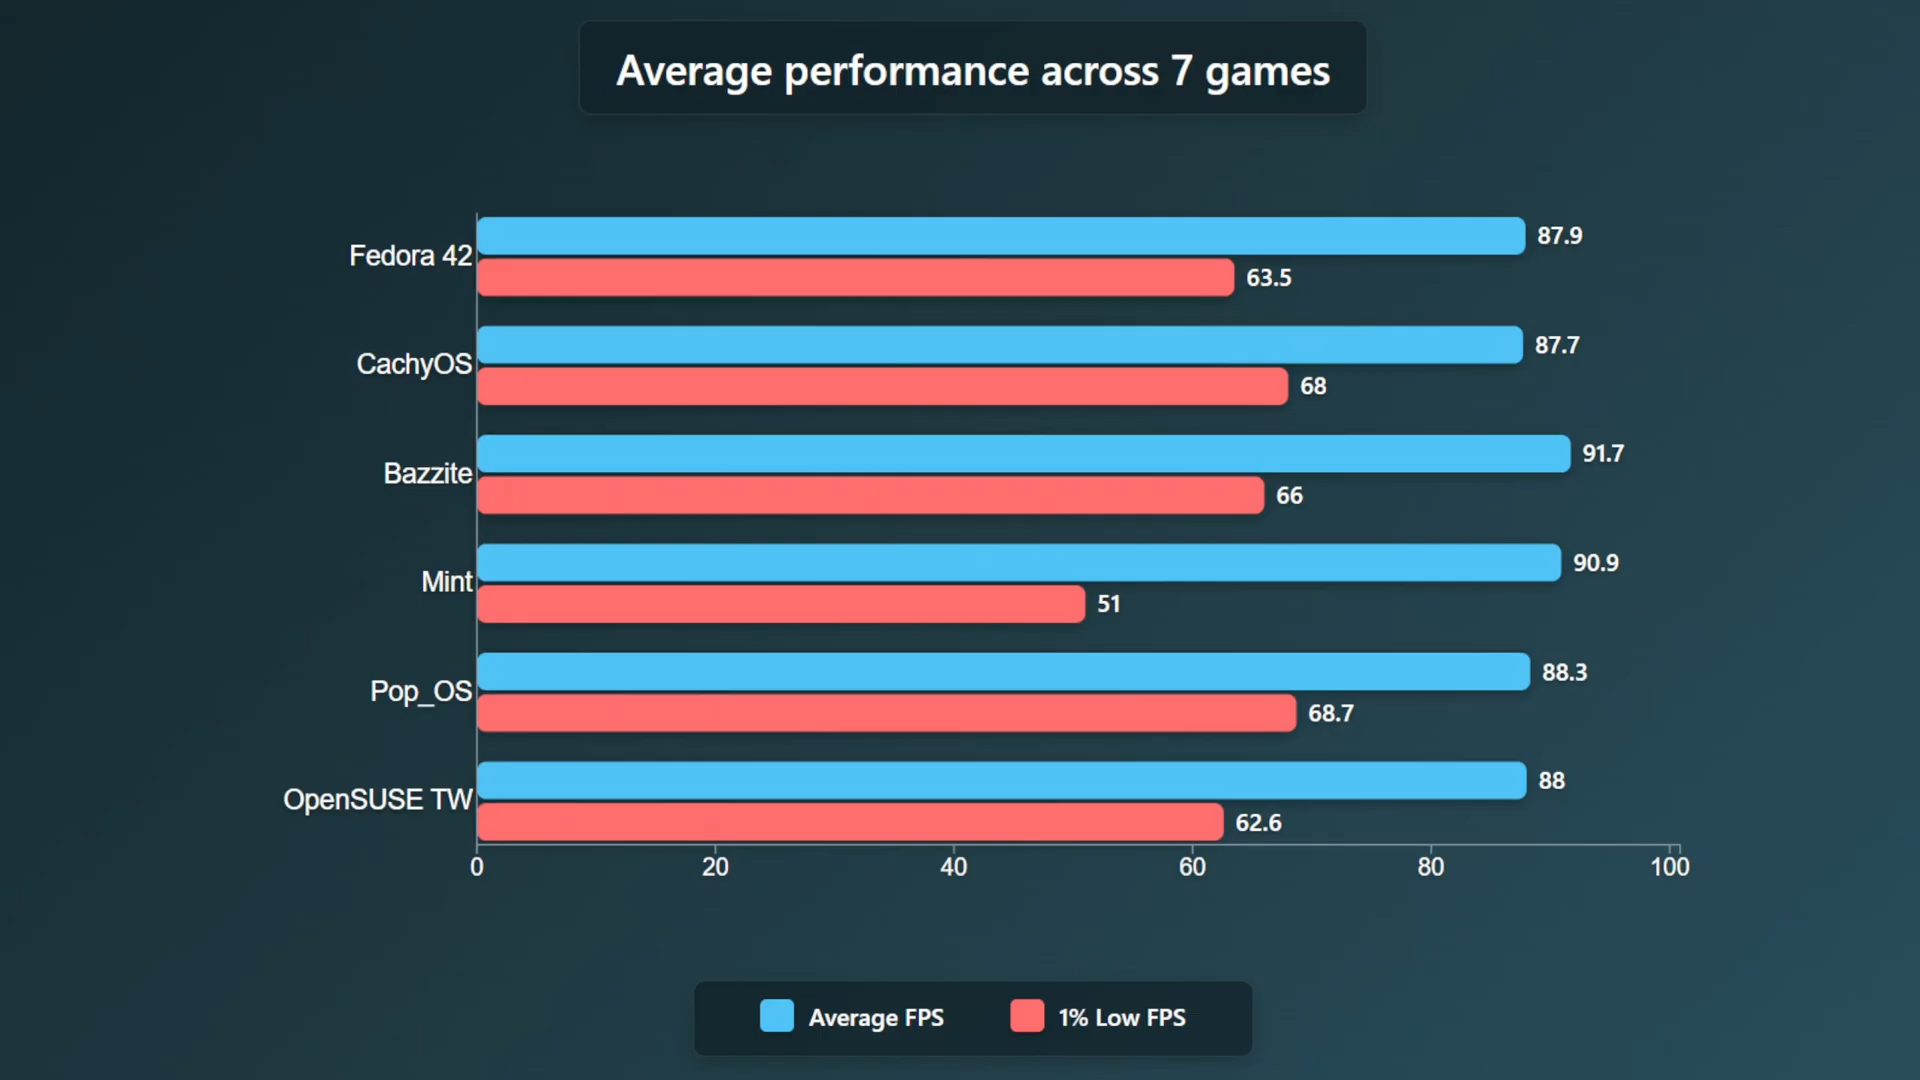 Average performance across 7 games
Fedora 42
87.9
63.5
CachyOS
87.7
68
Bazzite
91.7
66
Mint
90.9
51
Pop_OS
88.3
68.7
OpenSUSE TW
88
62.6
0 20 40 60 80 100
Average FPS 1% Low FPS